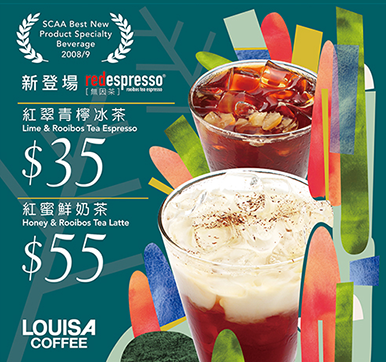 SCAA Best New
Product Specialty
Beverage
2008/9
新登場 redespresso®
[無因茶] rooibos tea espresso
紅翠青檸冰茶
Lime & Rooibos Tea Espresso
$35
紅蜜鮮奶茶
Honey & Rooibos Tea Latte
$55
LOUISA
COFFEE